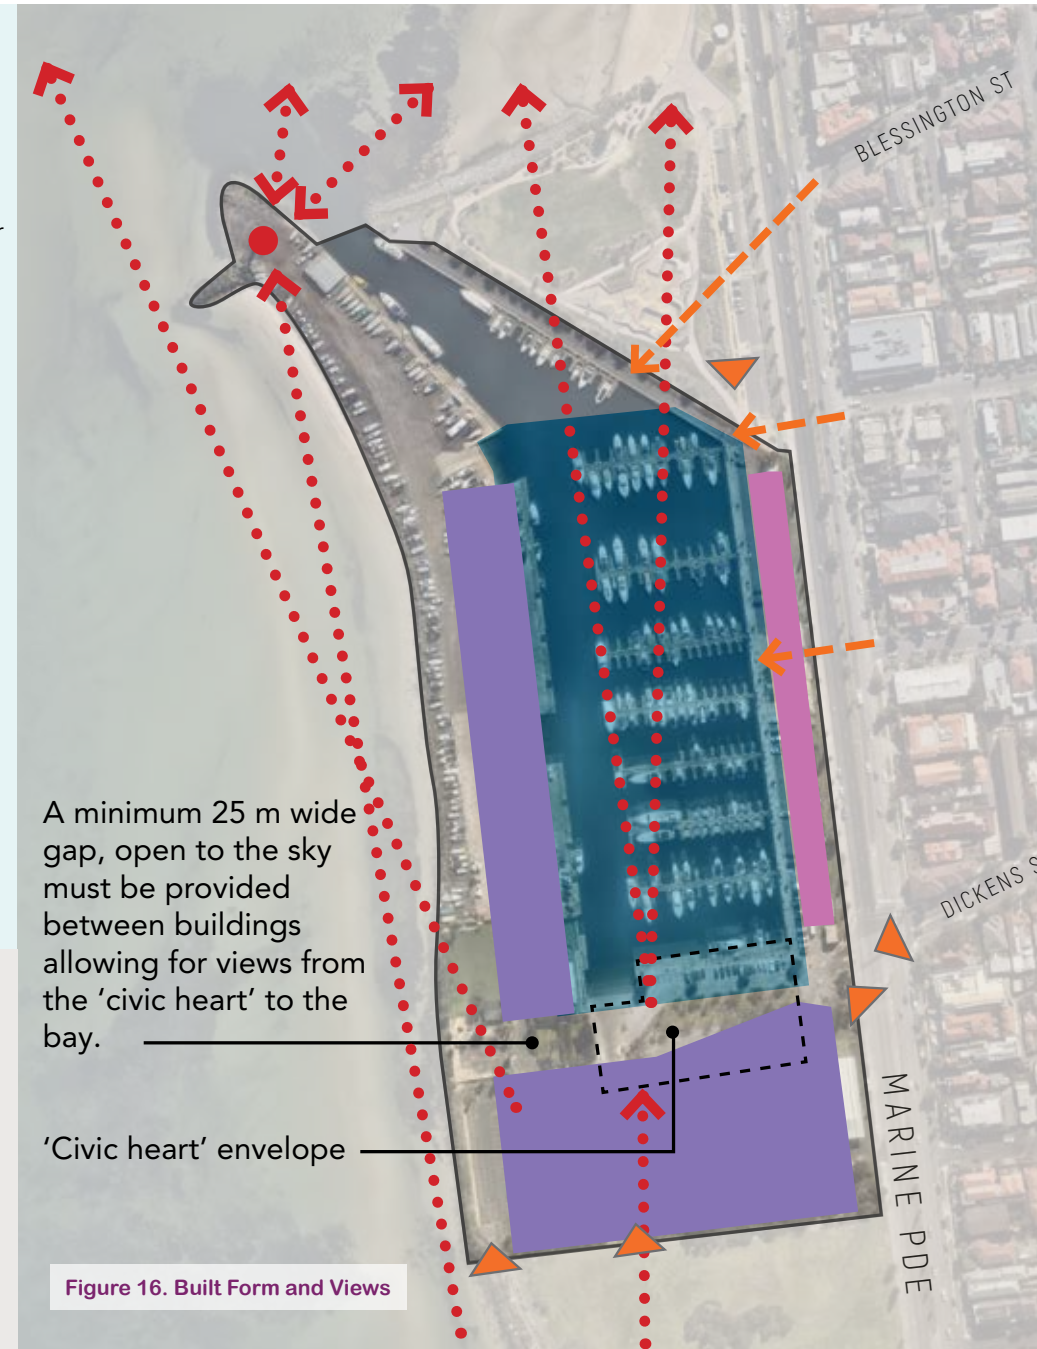 BLESSINGTON ST
A minimum 25 m wide
gap, open to the sky
must be provided
between buildings
allowing for views from
the ‘civic heart’ to the
bay.
DICKENS S
‘Civic heart’ envelope
MARINE PDE
Figure 16. Built Form and Views